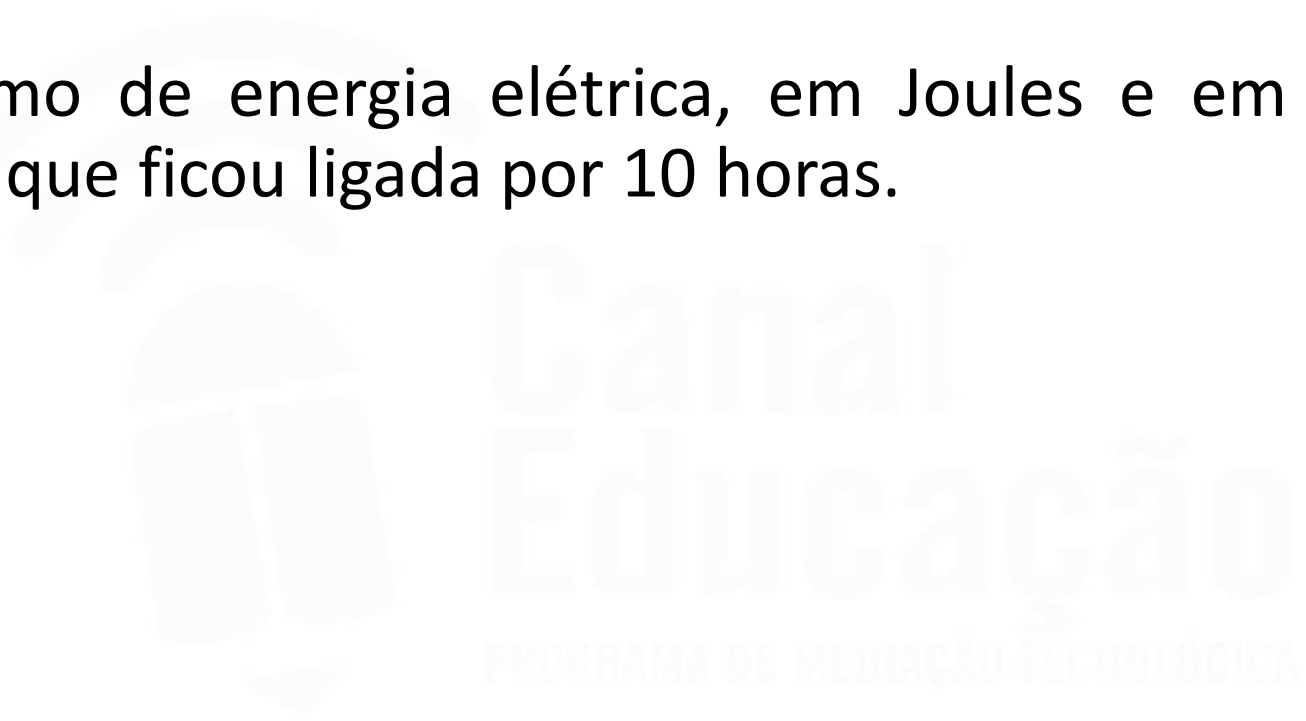 mo de energia elétrica, em Joules e em
que ficou ligada por 10 horas.
Canal
Educação
PROGRAMA DE MEDIAÇÃO TECNOLÓGICA